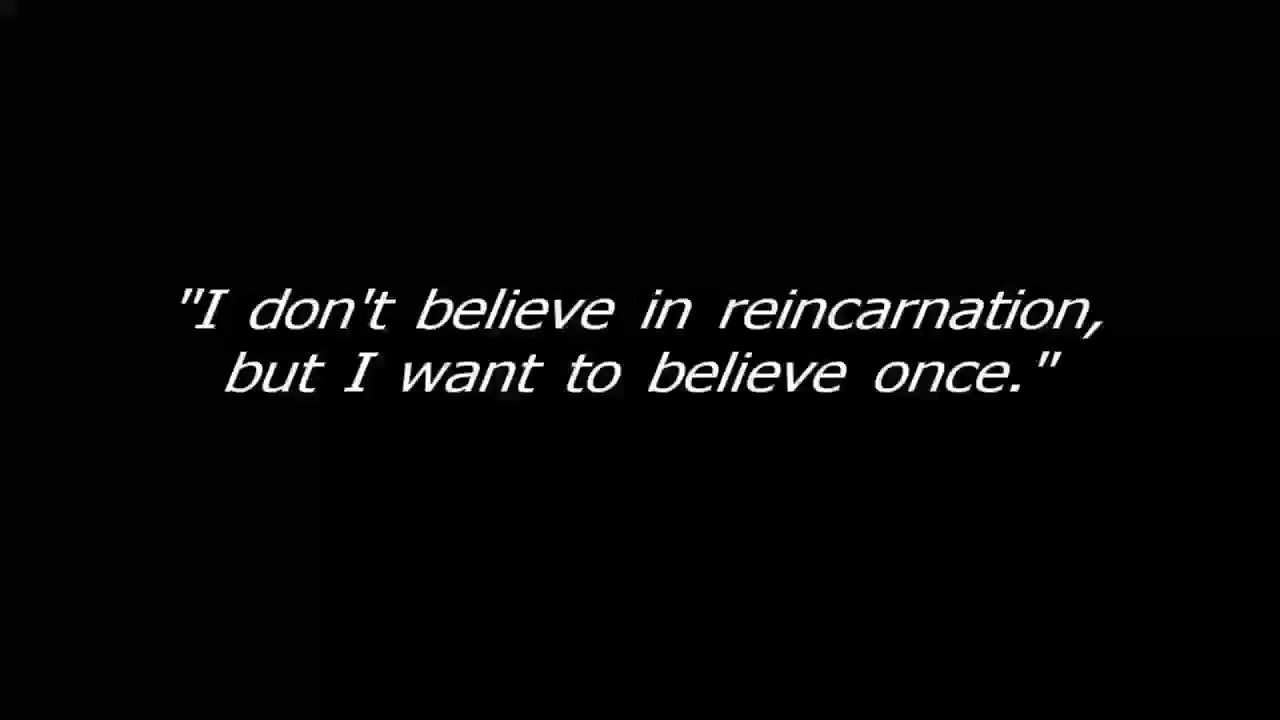 "I don't believe in reincarnation,
but I want to believe once."